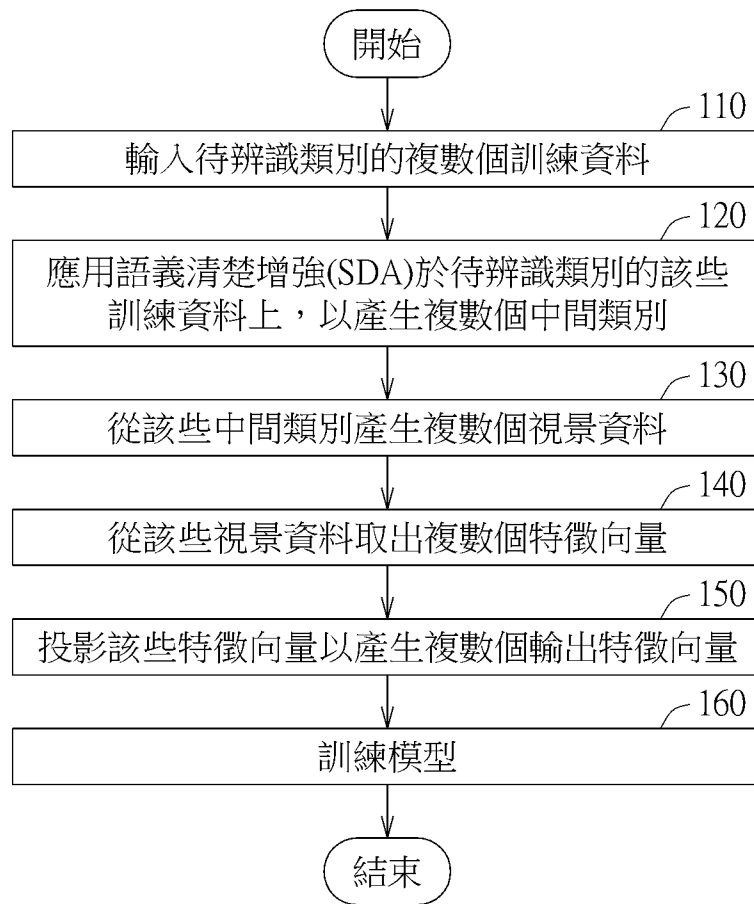 開始
110
輸入待辨識類別的複數個訓練資料
120
應用語義清楚增強(SDA)於待辨識類別的該些
訓練資料上，以產生複數個中間類別
130
從該些中間類別產生複數個視景資料
140
從該些視景資料取出複數個特徵向量
150
投影該些特徵向量以產生複數個輸出特徵向量
160
訓練模型
結束